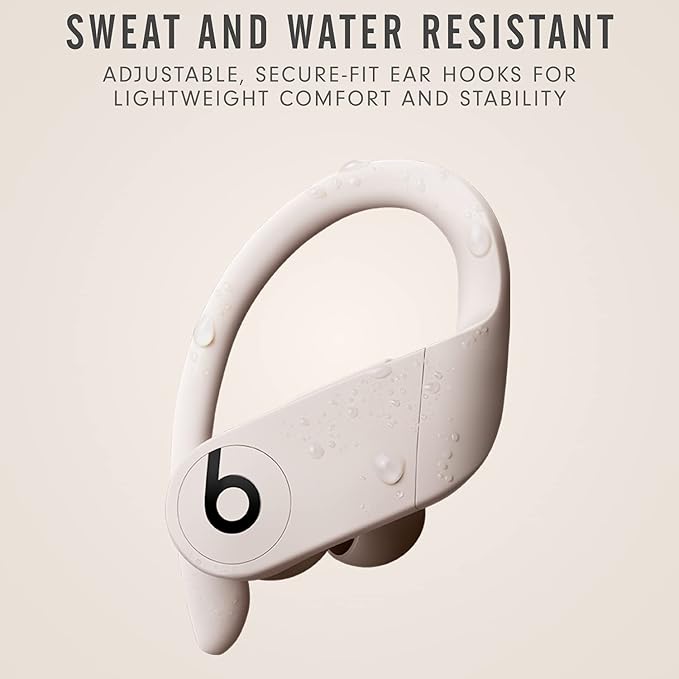 SWEAT AND WATER RESISTANT
ADJUSTABLE, SECURE-FIT EAR HOOKS FOR
LIGHTWEIGHT COMFORT AND STABILITY
b